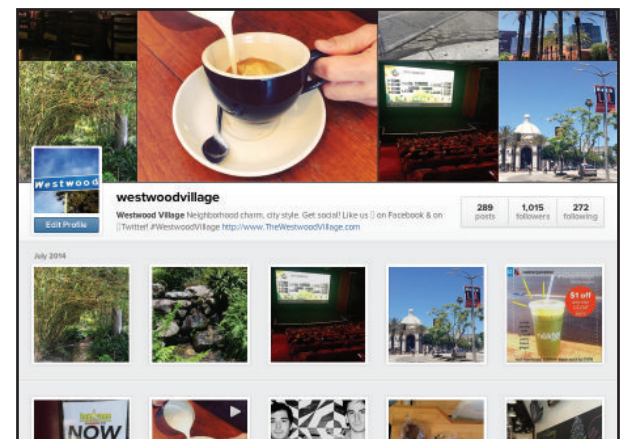 Westwood
Edit Profile
westwoodvillage
Westwood Village Neighborhood charm, city style. Get social! Like us on Facebook & on
Twitter! #WestwoodVillage http://www.TheWestwoodVillage.com
289 posts
1,015 followers
272 following
July 2014
$1 off
NOW